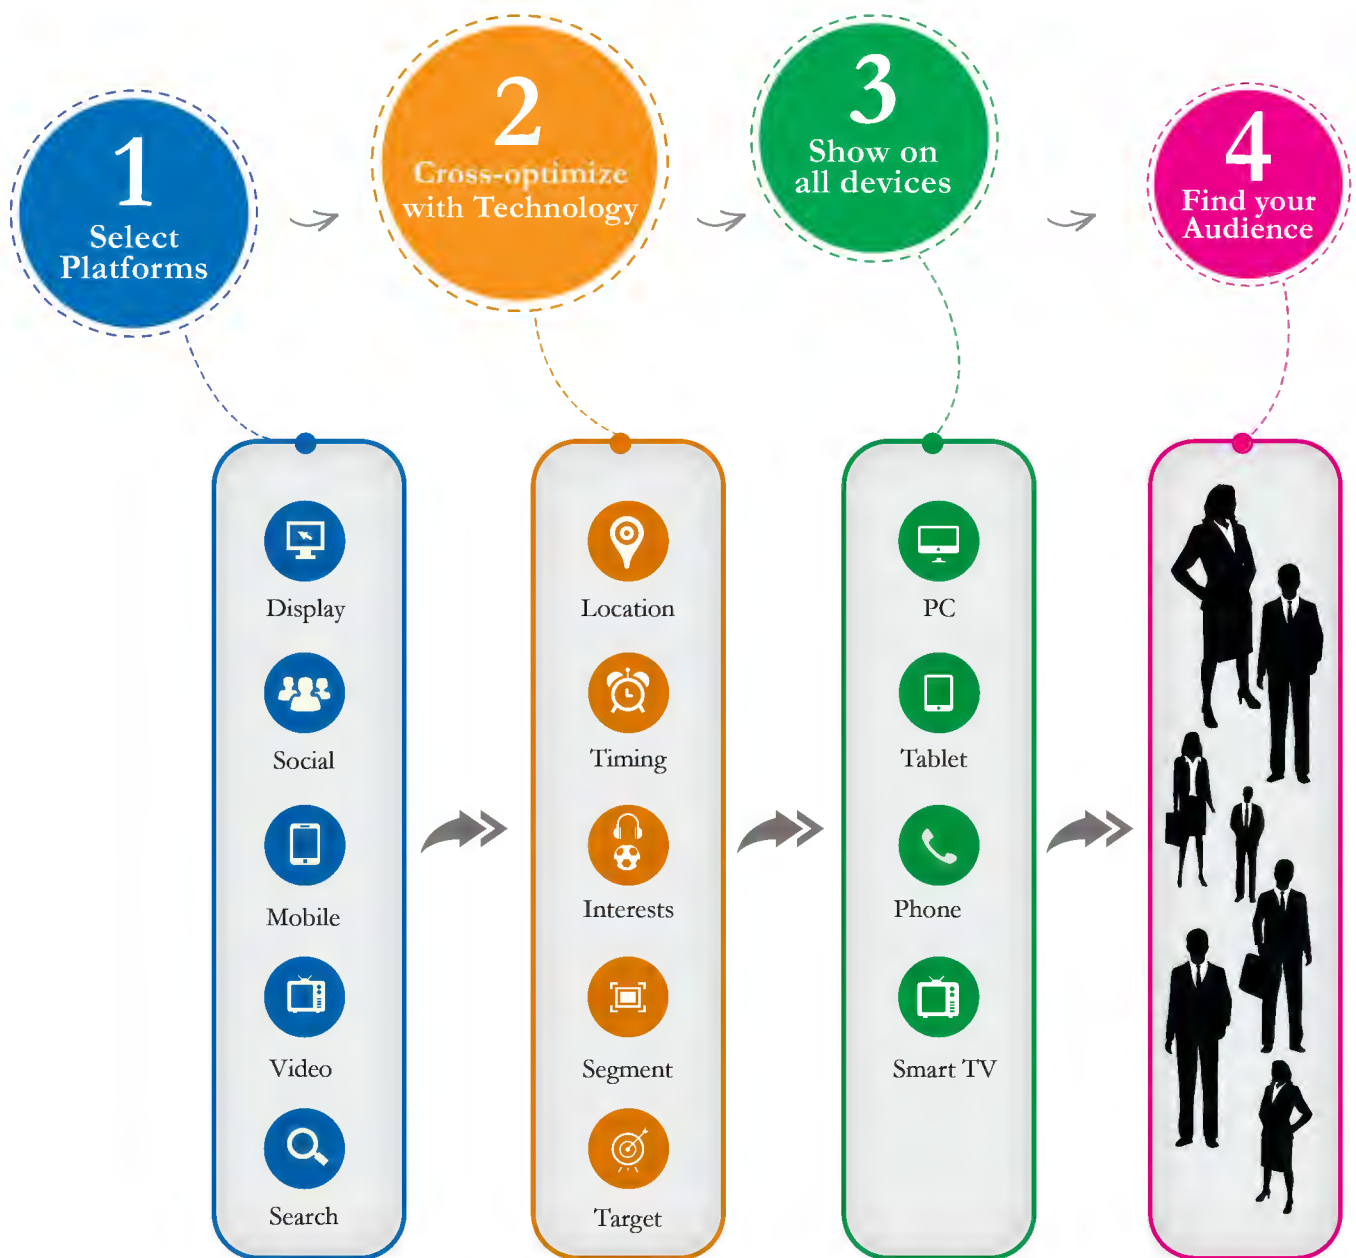 1
Select
Platforms
2
Cross-optimize
with Technology
3
Show on
all devices
4
Find your
Audience
Display
Social
Mobile
Video
Search
Location
Timing
Interests
Segment
Target
PC
Tablet
Phone
Smart TV